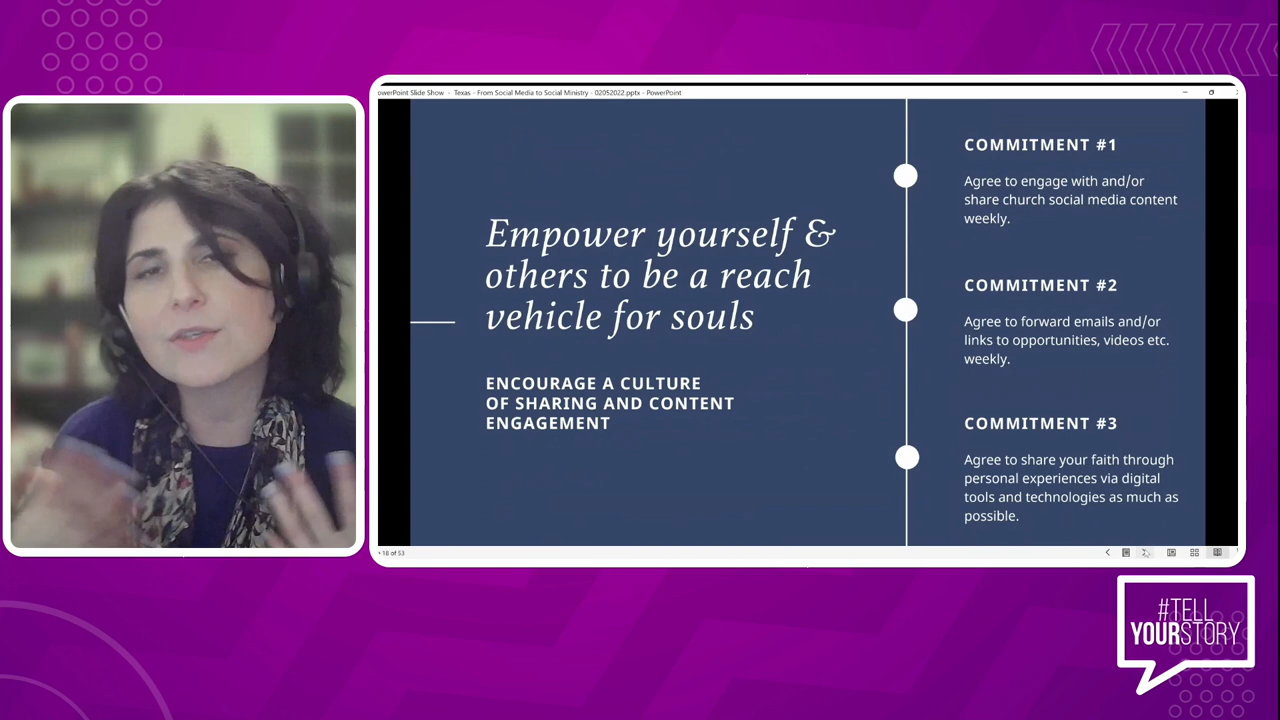 owerPoint Slide Show - Texas - From Social Media to Social Ministry - 02052022.pptx - PowerPoint
Empower yourself &
others to be a reach
vehicle for souls
ENCOURAGE A CULTURE
OF SHARING AND CONTENT
ENGAGEMENT
COMMITMENT #1
Agree to engage with and/or
share church social media content
weekly.
COMMITMENT #2
Agree to forward emails and/or
links to opportunities, videos etc.
weekly.
COMMITMENT #3
Agree to share your faith through
personal experiences via digital
tools and technologies as much as
possible.
18 of 53
#TELL
YOURSTORY